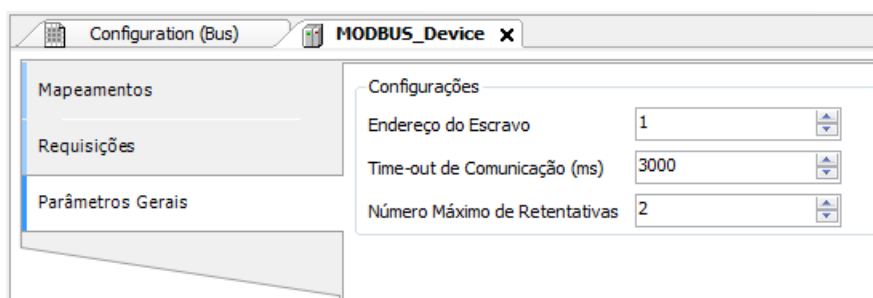 Configuration (Bus)
MODBUS_Device
Mapeamentos
Requisições
Parâmetros Gerais
Configurações
Endereço do Escravo 1
Time-out de Comunicação (ms) 3000
Número Máximo de Retentativas 2